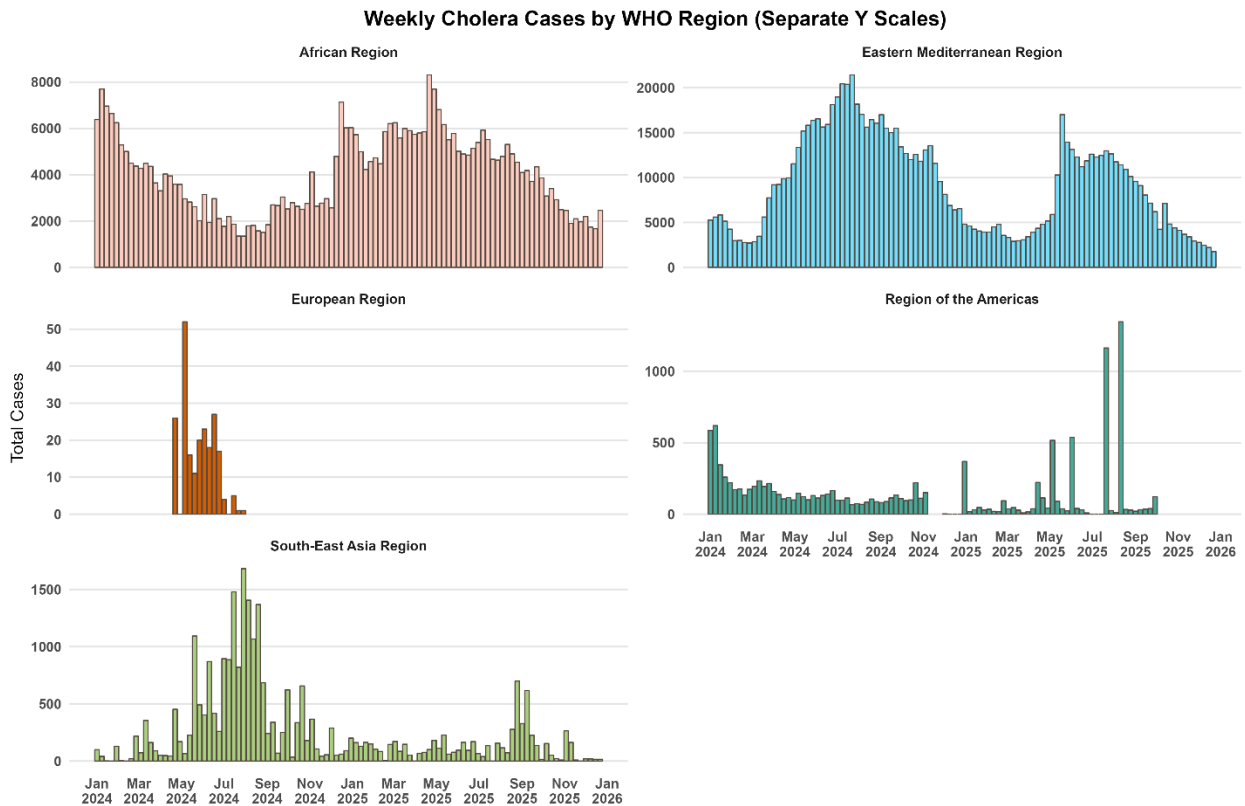 Weekly Cholera Cases by WHO Region (Separate Y Scales)
African Region
8000
6000
4000
2000
0
Eastern Mediterranean Region
20000
15000
10000
5000
0
Total Cases
European Region
50
40
30
20
10
0
Region of the Americas
1000
500
0
Jan Mar May Jul Sep Nov Jan Mar May Jul Sep Nov Jan
2024 2024 2024 2024 2024 2024 2025 2025 2025 2025 2025 2025 2026
South-East Asia Region
1500
1000
500
0
Jan Mar May Jul Sep Nov Jan Mar May Jul Sep Nov Jan
2024 2024 2024 2024 2024 2024 2025 2025 2025 2025 2025 2025 2026